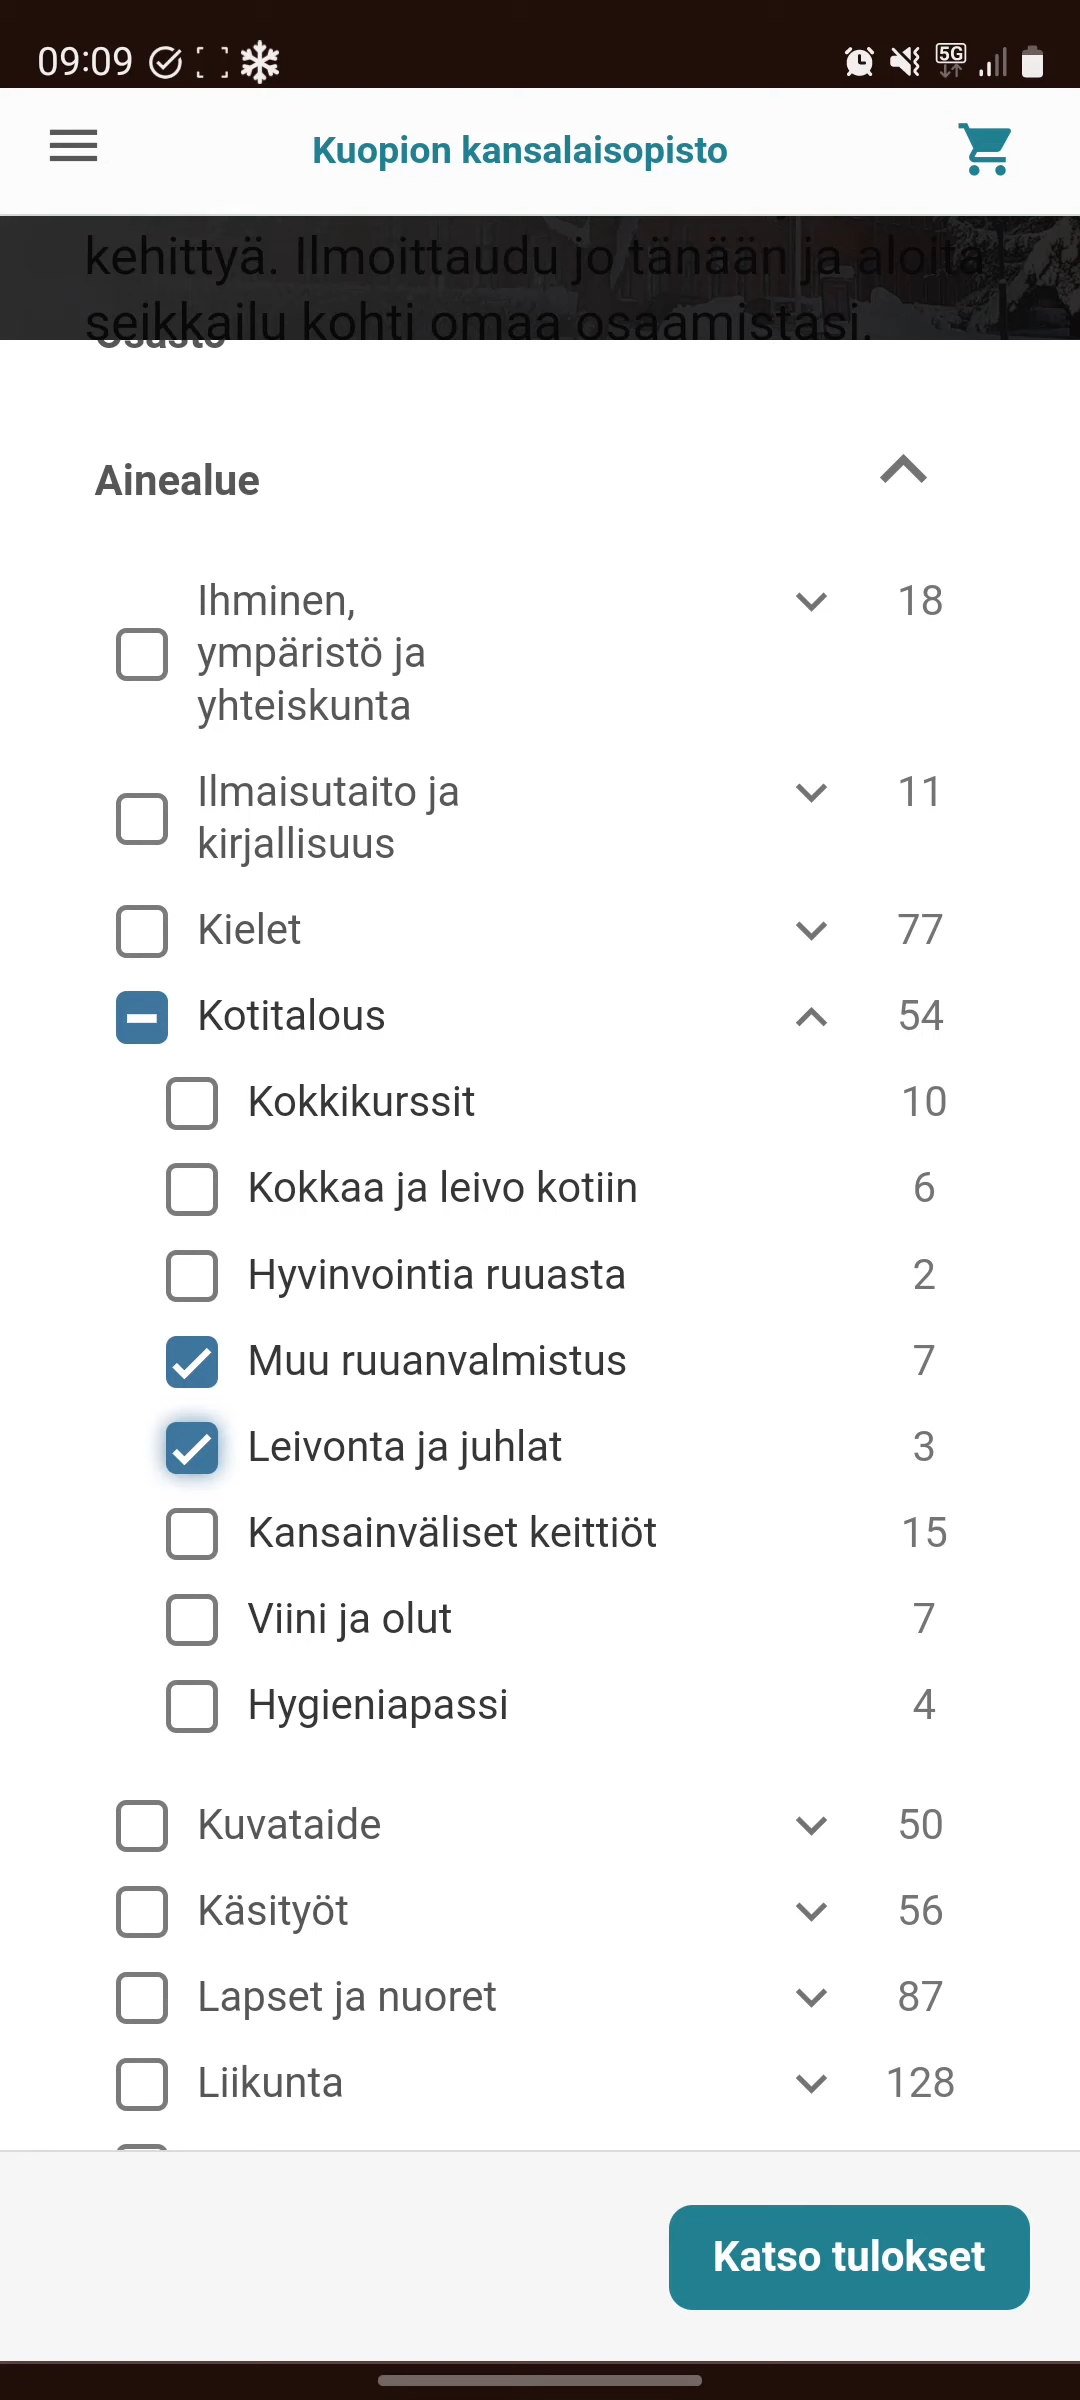 09:09
5G
Kuopion kansalaisopisto
kehittyä. Ilmoittaudu jo tänään ja aloita
seikkailu kohti omaa osaamistasi.
Ainealue
Ihminen, 18
ympäristö ja
yhteiskunta
Ilmaisutaito ja 11
kirjallisuus
Kielet 77
Kotitalous 54
Kokkikurssit 10
Kokkaa ja leivo kotiin 6
Hyvinvointia ruuasta 2
Muu ruuanvalmistus 7
Leivonta ja juhlat 3
Kansainväliset keittiöt 15
Viini ja olut 7
Hygieniapassi 4
Kuvataide 50
Käsityöt 56
Lapset ja nuoret 87
Liikunta 128
Katso tulokset